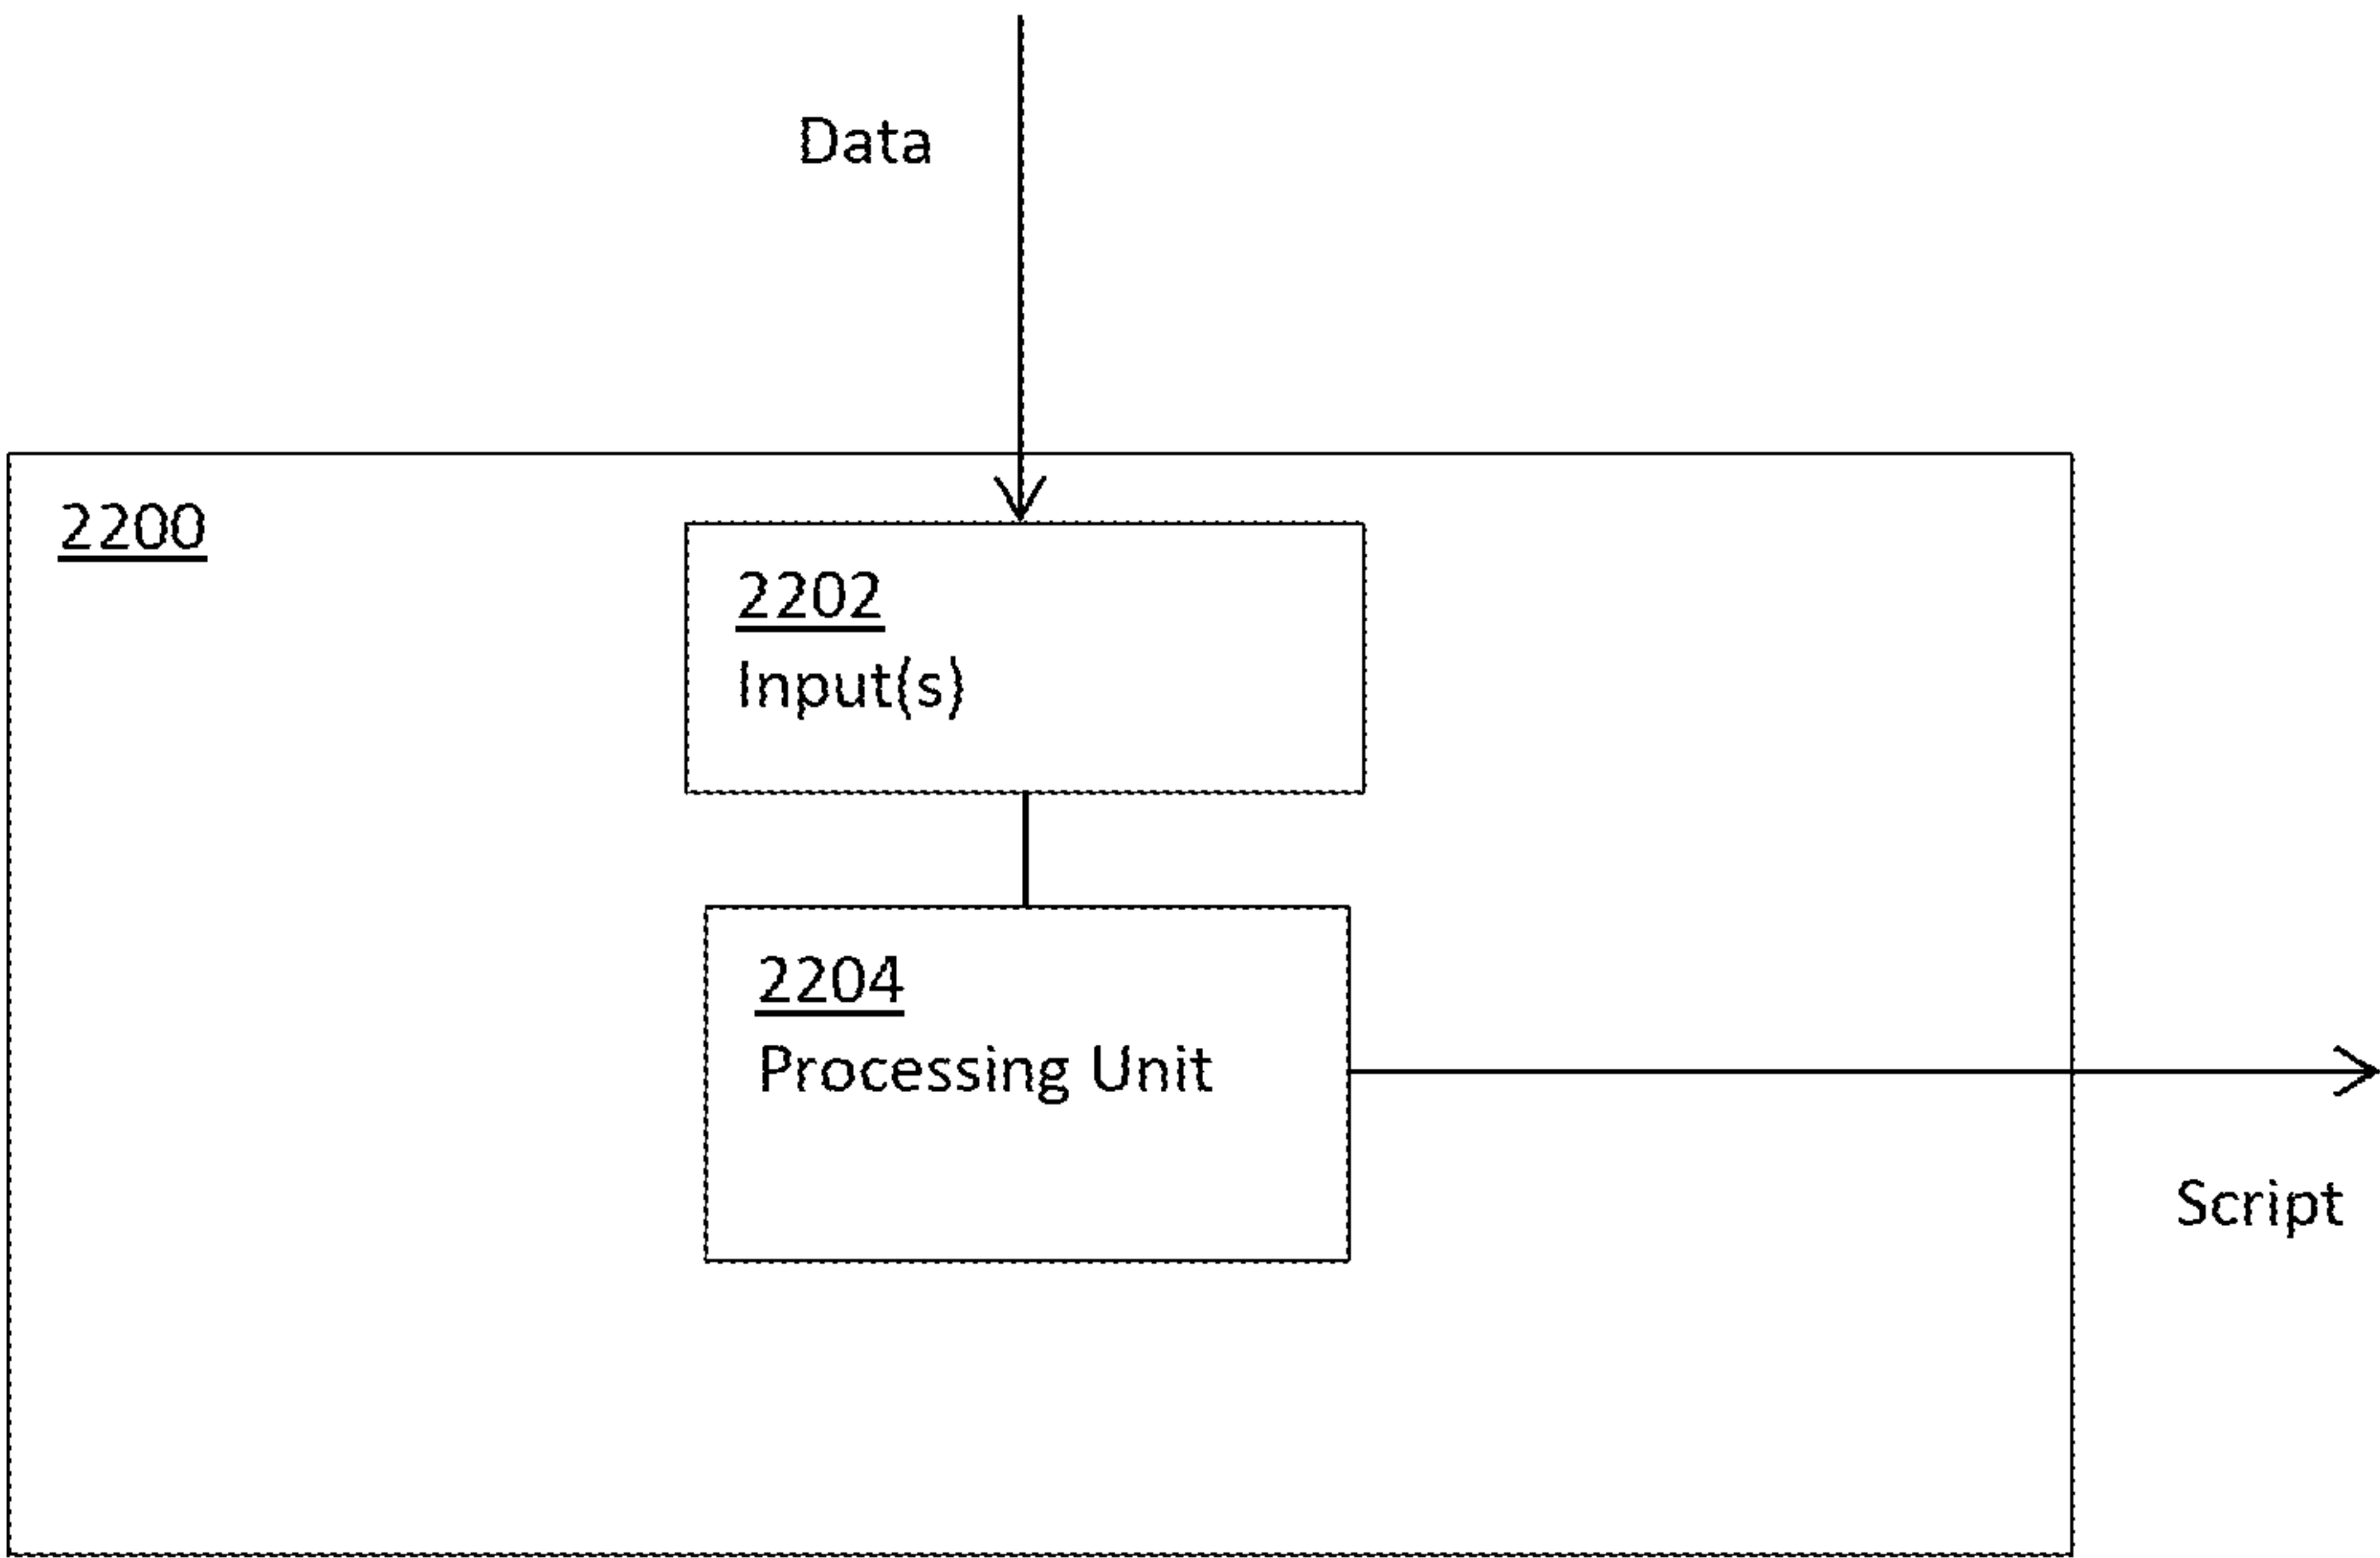 Data
2200
2202
Input(s)
2204
Processing Unit
Script